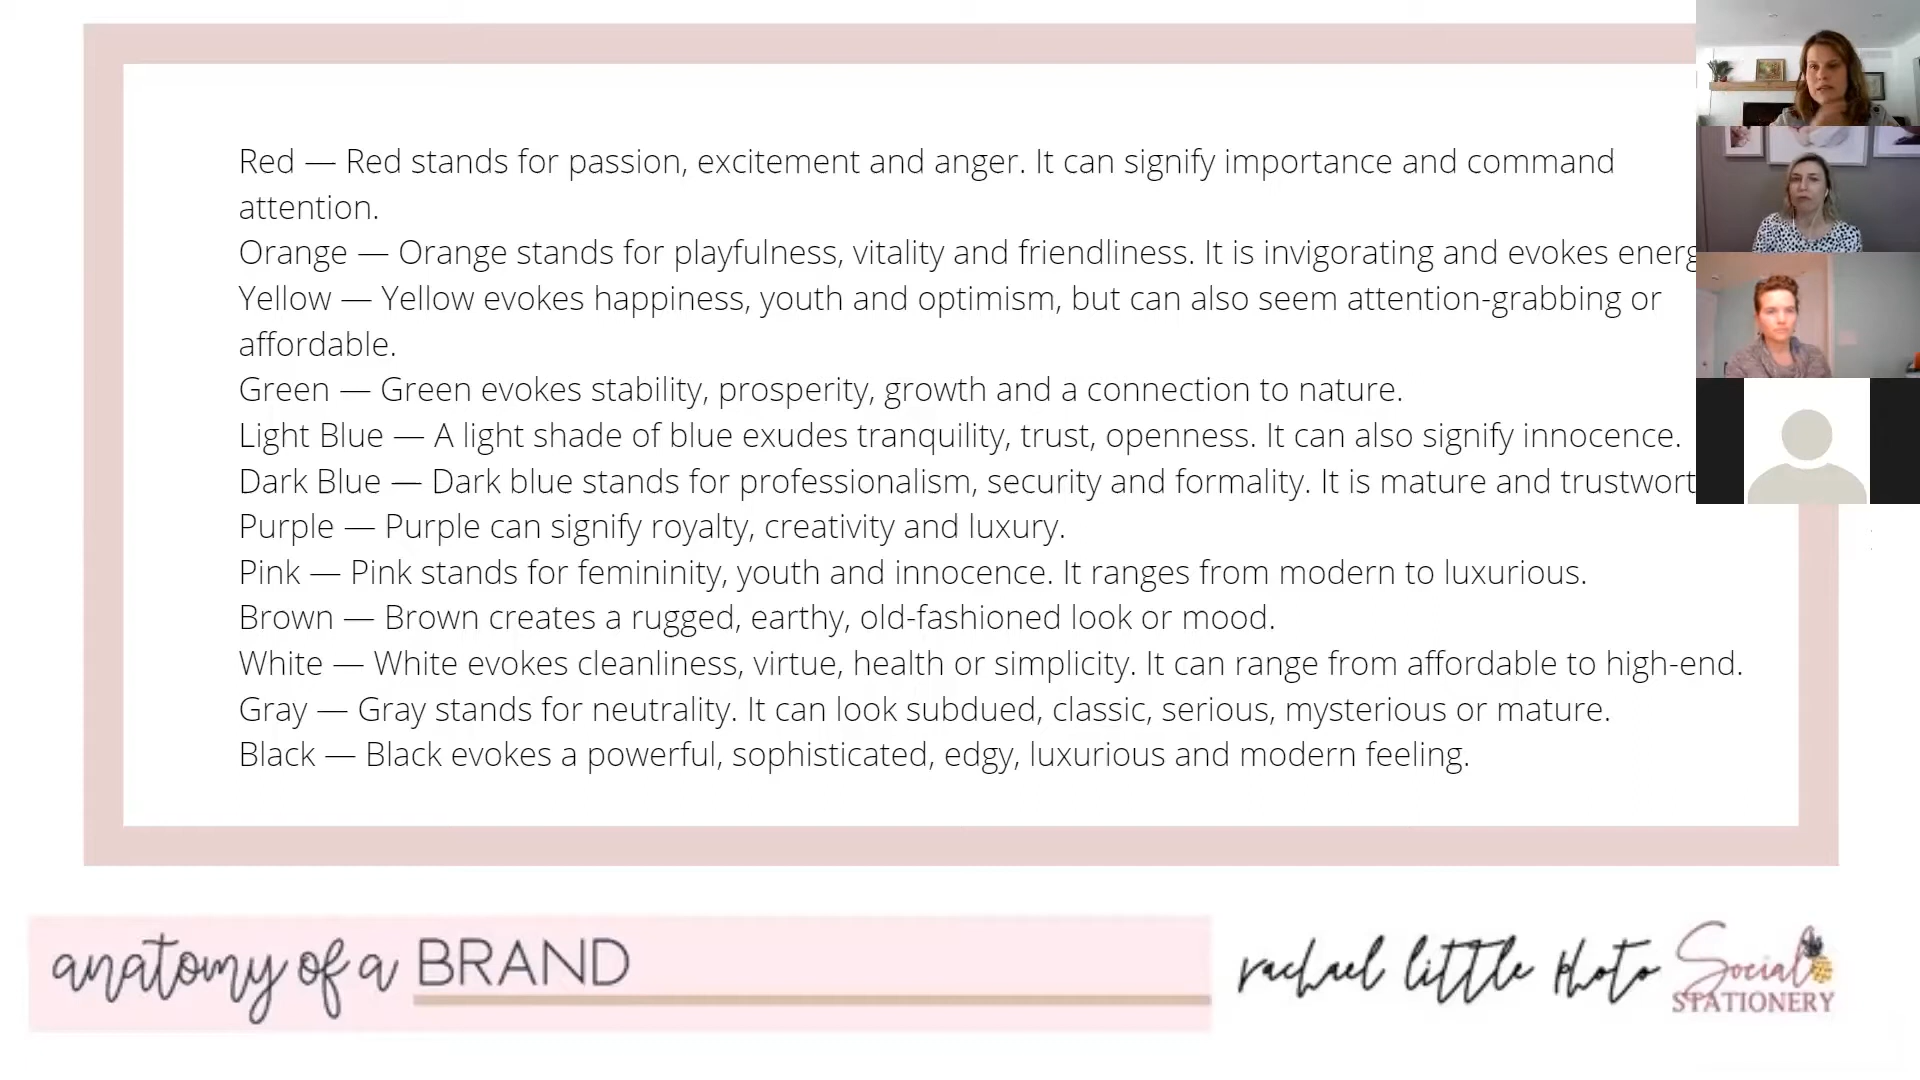 Red — Red stands for passion, excitement and anger. It can signify importance and command
attention.
Orange — Orange stands for playfulness, vitality and friendliness. It is invigorating and evokes
Yellow — Yellow evokes happiness, youth and optimism, but can also seem attention-grabbing or
affordable.
Green — Green evokes stability, prosperity, growth and a connection to nature.
Light Blue — A light shade of blue exudes tranquility, trust, openness. It can also signify innocence.
Dark Blue — Dark blue stands for professionalism, security and formality. It is mature and
Purple — Purple can signify royalty, creativity and luxury.
Pink — Pink stands for femininity, youth and innocence. It ranges from modern to luxurious.
Brown — Brown creates a rugged, earthy, old-fashioned look or mood.
White — White evokes cleanliness, virtue, health or simplicity. It can range from affordable to high-end.
Gray — Gray stands for neutrality. It can look subdued, classic, serious, mysterious or mature.
Black — Black evokes a powerful, sophisticated, edgy, luxurious and modern feeling.
anatomy of a BRAND
rachael little photo
Social
STATIONERY